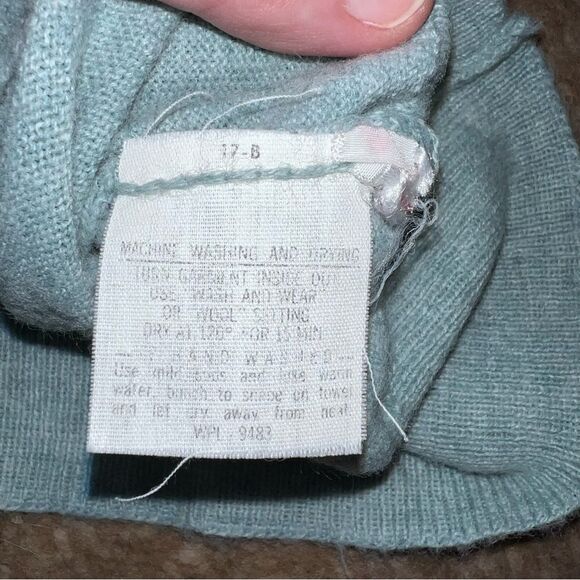 17-B
MACHINE WASHING AND DRYING
TURN GARMENT INSIDE OUT
USE "WASH AND WEAR"
OR "WOOL" SETTING
DRY AT 120° FOR 15 MIN.
HAND WASHED
Use mild suds and luke warm
water, bunch to shape on towel
and let dry away from heat.
WPL - 9483